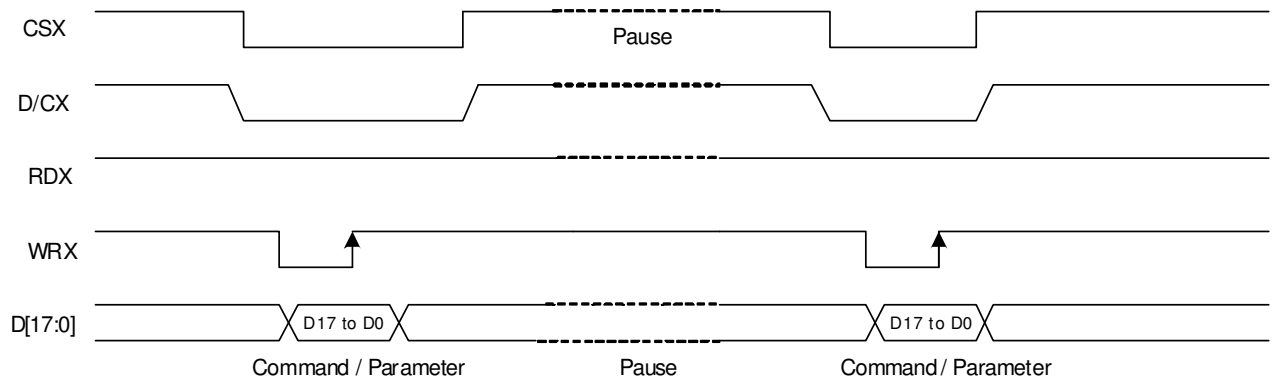 CSX
Pause
D/CX
RDX
WRX
D[17:0]
D17 to D0
D17 to D0
Command / Parameter
Pause
Command / Parameter